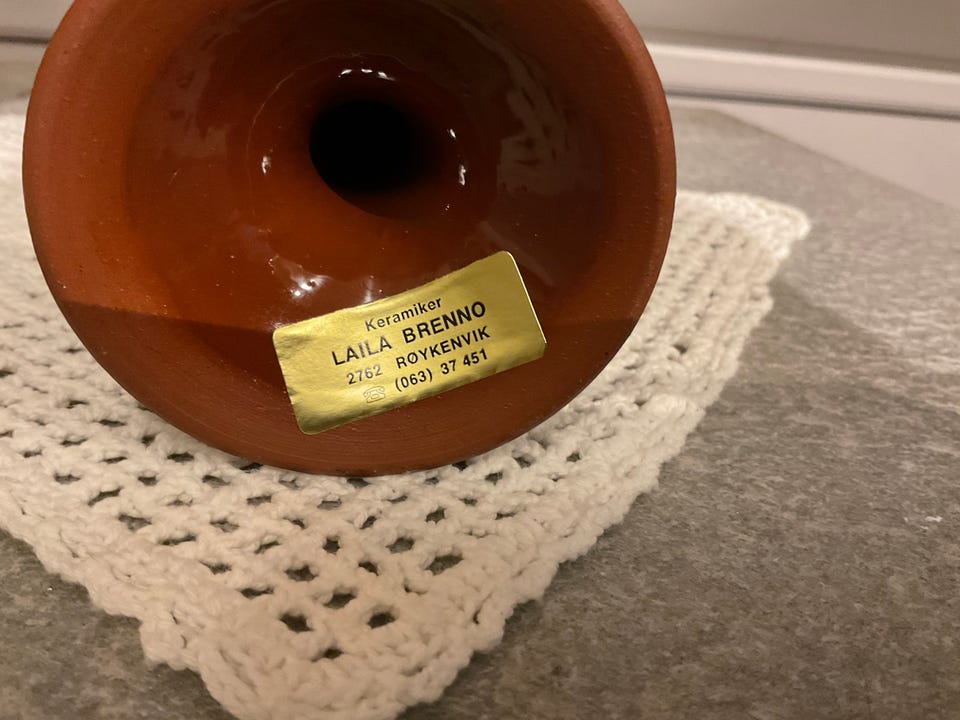 Keramiker
LAILA BRENNO
2762 RØYKENVIK
☏ (063) 37 451